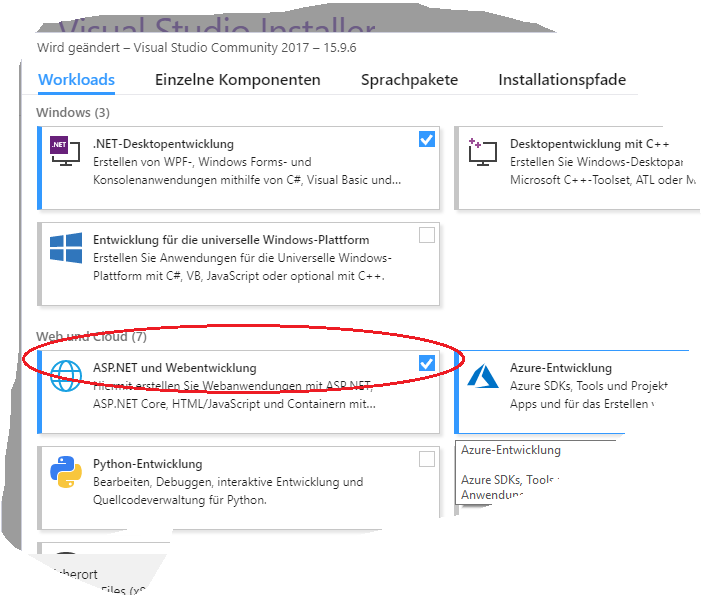 Visual Studio Installer
Wird geändert – Visual Studio Community 2017 – 15.9.6
Workloads Einzelne Komponenten Sprachpakete Installationspfade
Windows (3)
.NET
.NET-Desktopentwicklung
Erstellen von WPF-, Windows Forms- und
Konsolenanwendungen mithilfe von C#, Visual Basic und...
Desktopentwicklung mit C++
Erstellen Sie Windows-Desktopar
Microsoft C++-Toolset, ATL oder M
Entwicklung für die universelle Windows-Plattform
Erstellen Sie Anwendungen für die Universelle Windows-
Plattform mit C#, VB, JavaScript oder optional mit C++.
Web und Cloud (7)
ASP.NET und Webentwicklung
Hiermit erstellen Sie Webanwendungen mit ASP.NET,
ASP.NET Core, HTML/JavaScript und Containern mit...
Azure-Entwicklung
Azure SDKs, Tools und Projekt
Apps und für das Erstellen v
Python-Entwicklung
Bearbeiten, Debuggen, interaktive Entwicklung und
Quellcodeverwaltung für Python.
Azure-Entwicklung
Azure SDKs, Tools
Anwendung
herort
Files (x8